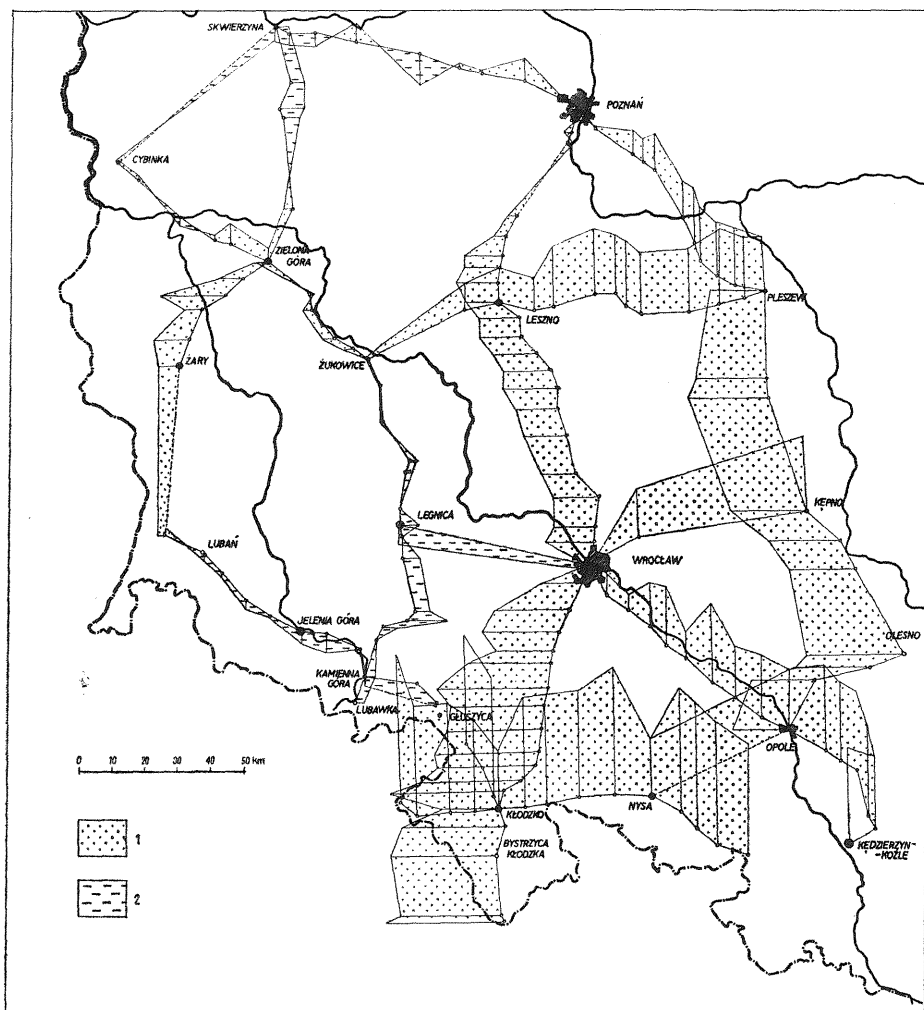 SKWIERZYNA
POZNAŃ
CYBINKA
ZIELONA
GÓRA
PLESZEW
LESZNO
ŻARY
ŻUKOWICE
KĘPNO
LEGNICA
LUBAŃ
WROCŁAW
JELENIA GÓRA
OLESNO
KAMIENNA
GÓRA
LUBAWKA
GŁUSZYCA
OPOLE
0 10 20 30 40 50 km
NYSA
KŁODZKO
1
BYSTRZYCA
KŁODZKA
KĘDZIERZYN-
-KOŹLE
2